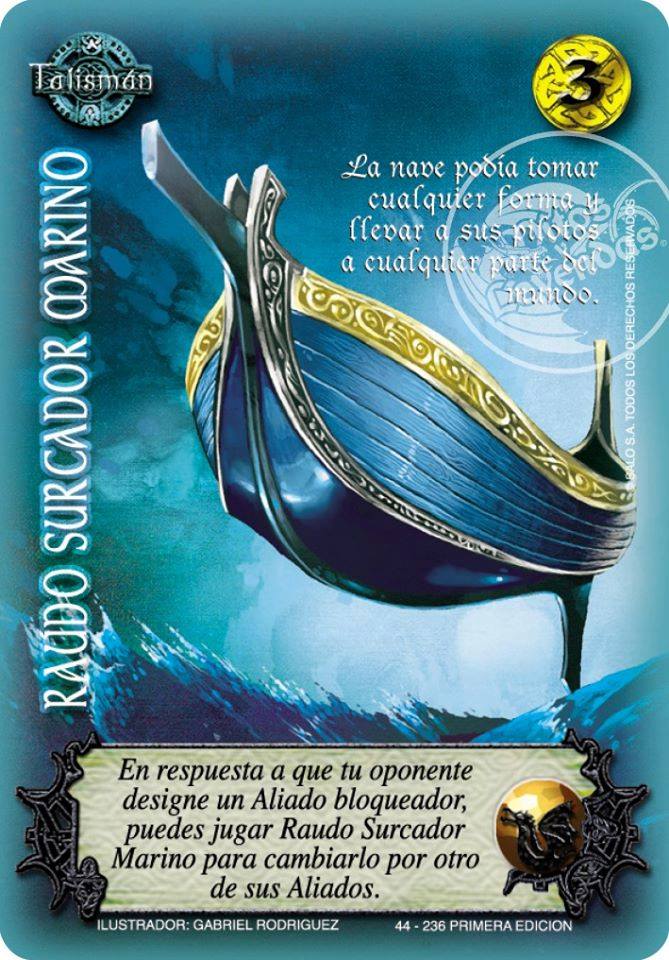 Talismán
3
RAUDO SURCADOR MARINO
La nave podía tomar
cualquier forma y
llevar a sus pilotos
a cualquier parte del
mundo.
SALO S.A. TODOS LOS DERECHOS RESERVADOS
En respuesta a que tu oponente
designe un Aliado bloqueador,
puedes jugar Raudo Surcador
Marino para cambiarlo por otro
de sus Aliados.
ILUSTRADOR: GABRIEL RODRIGUEZ 44 - 236 PRIMERA EDICION